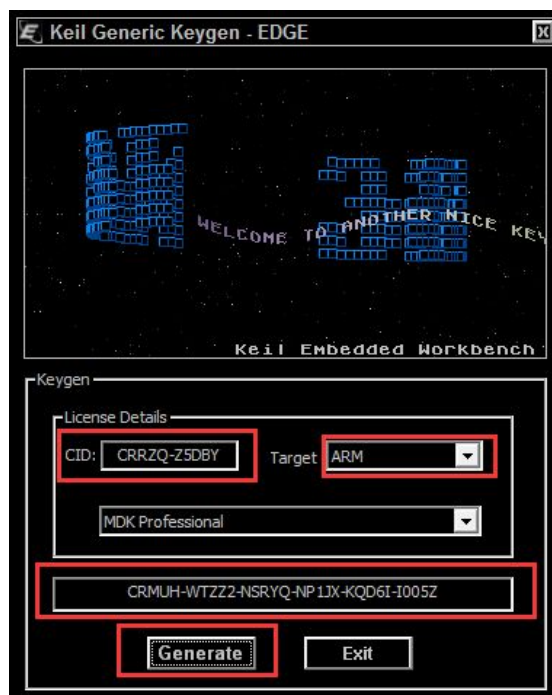 Keil Generic Keygen - EDGE
WELCOME TO ANOTHER NICE
Keil Embedded Workbench
Keygen
License Details
CID: CRRZQ-Z5DBY Target ARM
MDK Professional
CRMUH-WTZZ2-NSRYQ-NP1JX-KQD6I-I005Z
Generate Exit